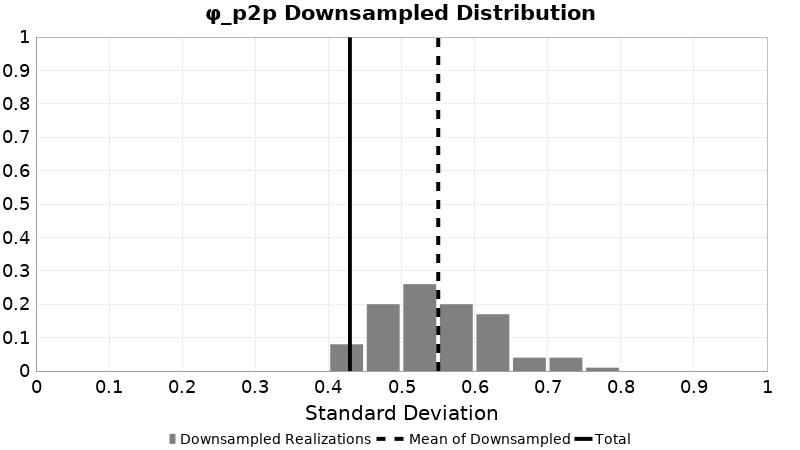 φ_p2p Downsampled Distribution
1
0.9
0.8
0.7
0.6
0.5
0.4
0.3
0.2
0.1
0
0 0.1 0.2 0.3 0.4 0.5 0.6 0.7 0.8 0.9 1
Standard Deviation
Downsampled Realizations Mean of Downsampled Total